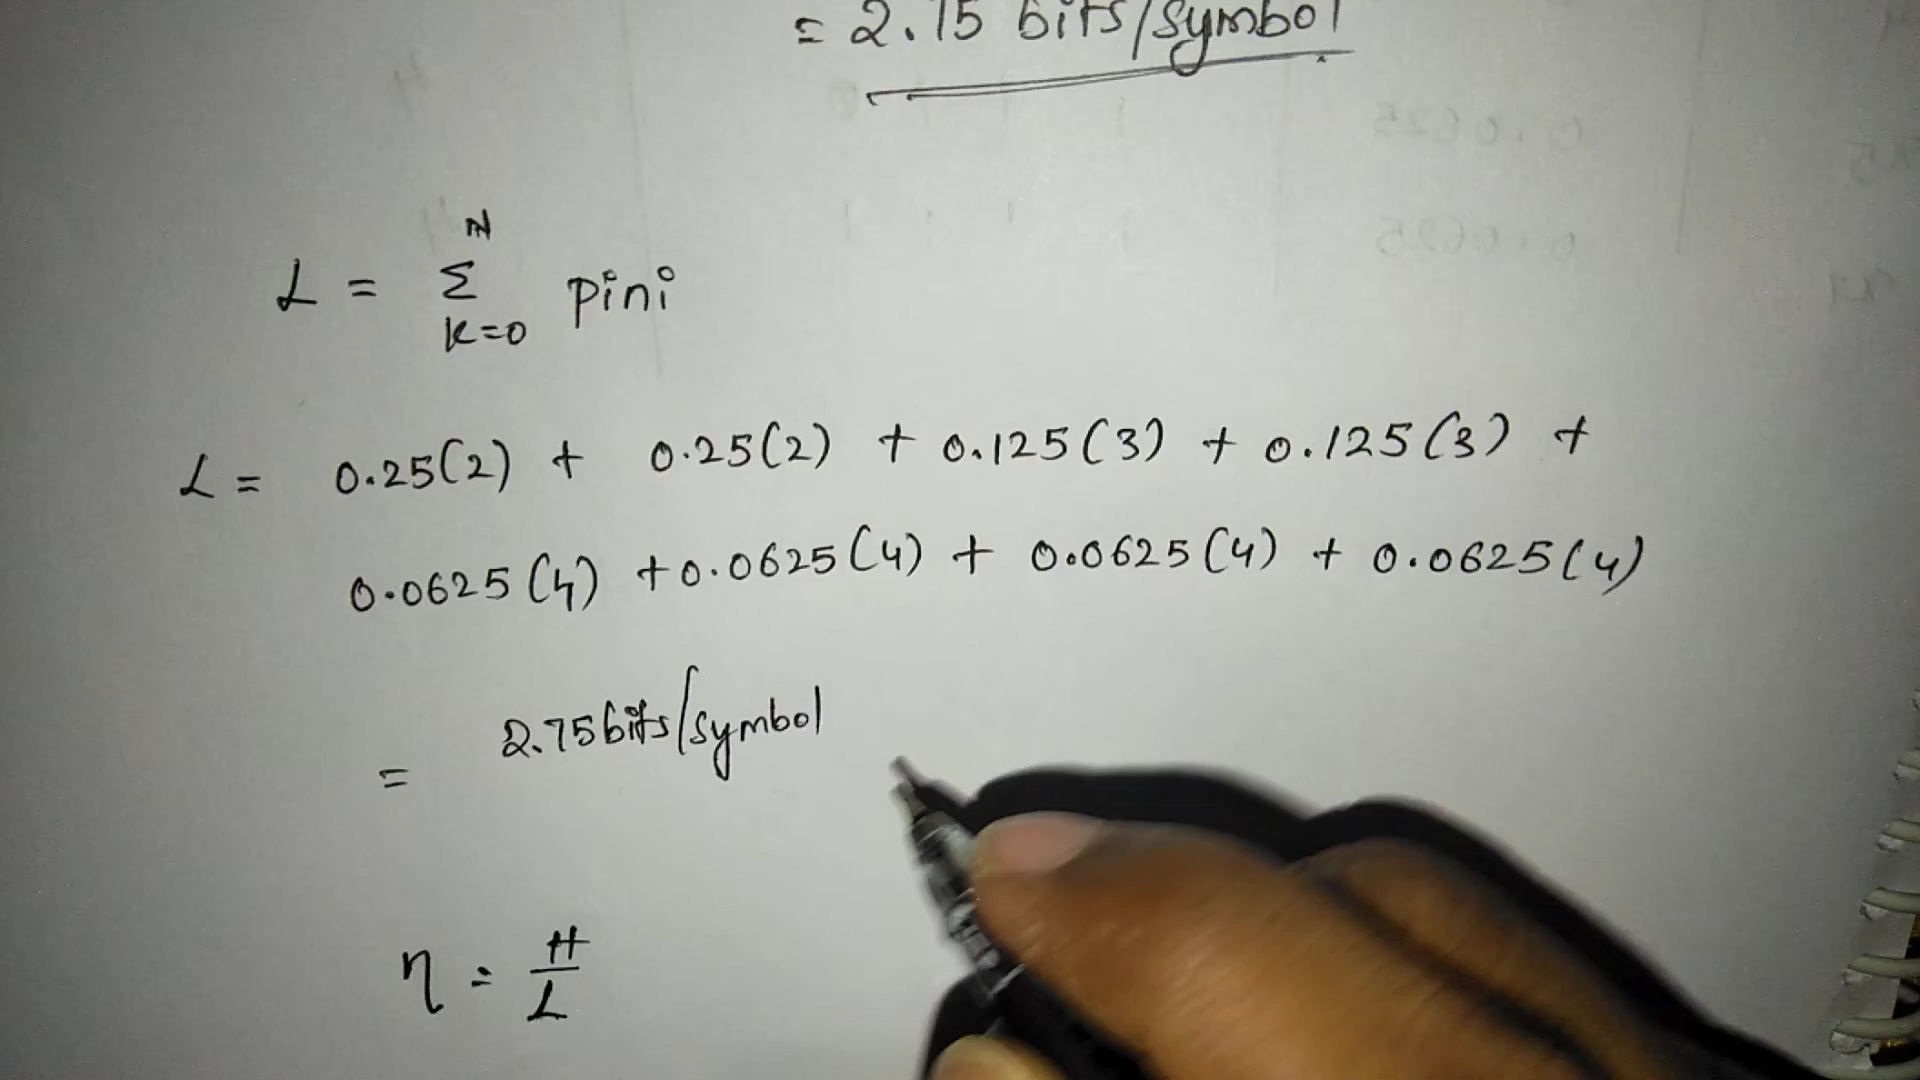 = 2.75 bits/symbol
N
L = Σ pini
k=0
L = 0.25(2) + 0.25(2) + 0.125(3) + 0.125(3) +
0.0625(4) + 0.0625(4) + 0.0625(4) + 0.0625(4)
= 2.75 bits/symbol
η = H
L